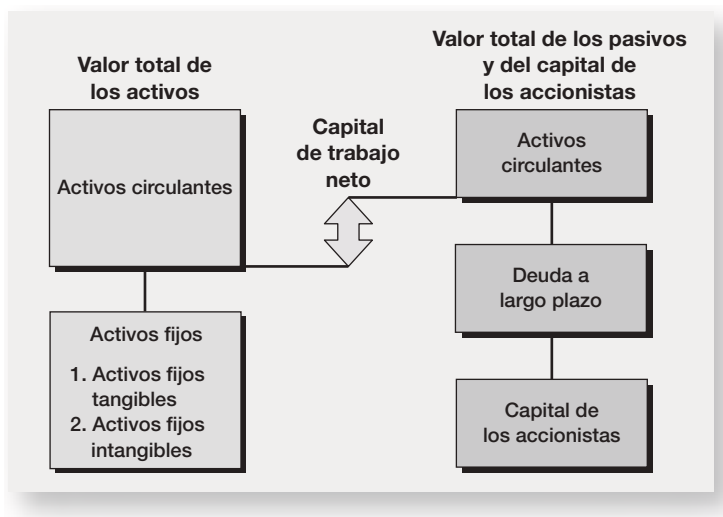 Valor total de
los activos
Activos circulantes
Activos fijos
1. Activos fijos
tangibles
2. Activos fijos
intangibles
Capital
de trabajo
neto
Valor total de los pasivos
y del capital de
los accionistas
Activos
circulantes
Deuda a
largo plazo
Capital de
los accionistas